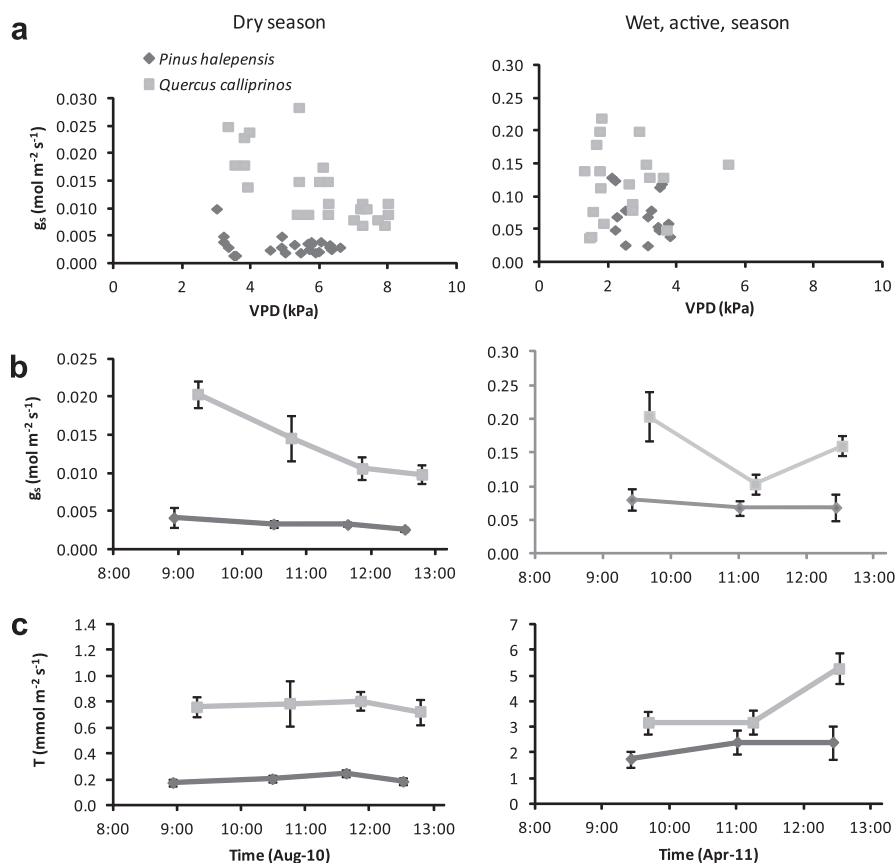 a
Dry season
Wet, active, season
Pinus halepensis
Quercus calliprinos
gs (mol m-2 s-1)
0.030
0.025
0.020
0.015
0.010
0.005
0.000
0 2 4 6 8 10
VPD (kPa)
0.30
0.25
0.20
0.15
0.10
0.05
0.00
0 2 4 6 8 10
VPD (kPa)
b
gs (mol m-2 s-1)
0.025
0.020
0.015
0.010
0.005
0.000
8:00 9:00 10:00 11:00 12:00 13:00
0.30
0.25
0.20
0.15
0.10
0.05
0.00
8:00 9:00 10:00 11:00 12:00 13:00
c
T (mmol m-2 s-1)
1.4
1.2
1.0
0.8
0.6
0.4
0.2
0.0
8:00 9:00 10:00 11:00 12:00 13:00
Time (Aug-10)
7
6
5
4
3
2
1
0
8:00 9:00 10:00 11:00 12:00 13:00
Time (Apr-11)